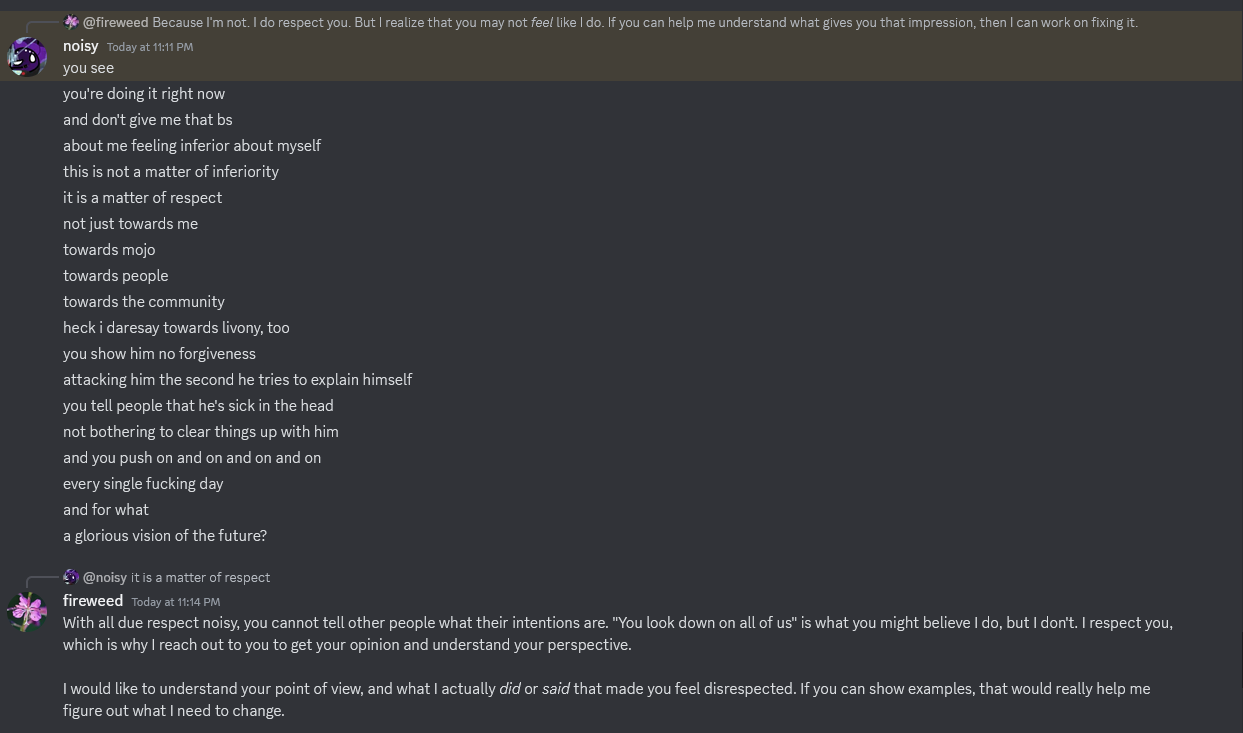 @fireweed Because I'm not. I do respect you. But I realize that you may not feel like I do. If you can help me understand what gives you that impression, then I can work on fixing it.
noisy Today at 11:11 PM
you see
you're doing it right now
and don't give me that bs
about me feeling inferior about myself
this is not a matter of inferiority
it is a matter of respect
not just towards me
towards mojo
towards people
towards the community
heck i daresay towards livony, too
you show him no forgiveness
attacking him the second he tries to explain himself
you tell people that he's sick in the head
not bothering to clear things up with him
and you push on and on and on and on
every single fucking day
and for what
a glorious vision of the future?
@noisy it is a matter of respect
fireweed Today at 11:14 PM
With all due respect noisy, you cannot tell other people what their intentions are. "You look down on all of us" is what you might believe I do, but I don't. I respect you,
which is why I reach out to you to get your opinion and understand your perspective.
I would like to understand your point of view, and what I actually did or said that made you feel disrespected. If you can show examples, that would really help me
figure out what I need to change.